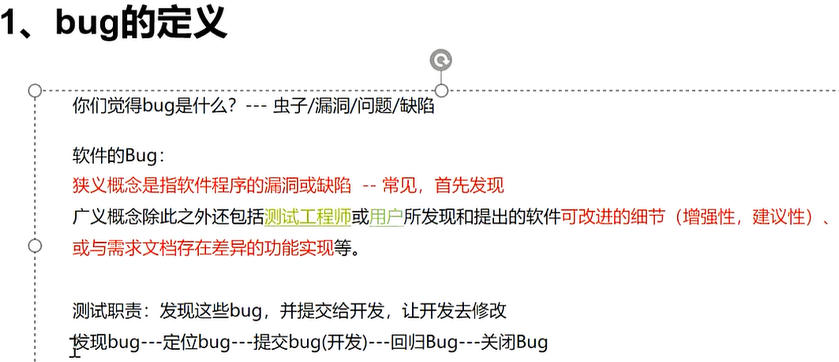 1、bug的定义
你们觉得bug是什么？--- 虫子/漏洞/问题/缺陷
软件的Bug：
狭义概念是指软件程序的漏洞或缺陷 -- 常见，首先发现
广义概念除此之外还包括测试工程师或用户所发现和提出的软件可改进的细节（增强性，建议性）、
或与需求文档存在差异的功能实现等。
测试职责：发现这些bug，并提交给开发，让开发去修改
发现bug---定位bug---提交bug(开发)---回归Bug---关闭Bug